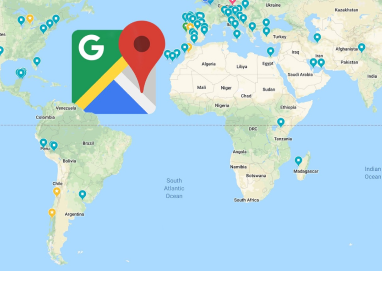 Ukraine
Kazakhstan
G
Turkey
Iraq
Iran
Afghanistan
Pakistan
Algeria
Libya
Egypt
Saudi Arabia
Mali
Niger
Chad
Sudan
Nigeria
Ethiopia
Venezuela
Colombia
DRC
Tanzania
Brazil
Bolivia
Angola
Namibia
Botswana
Madagascar
Chile
South
Atlantic
Ocean
Indian
Ocean
South Africa
Argentina